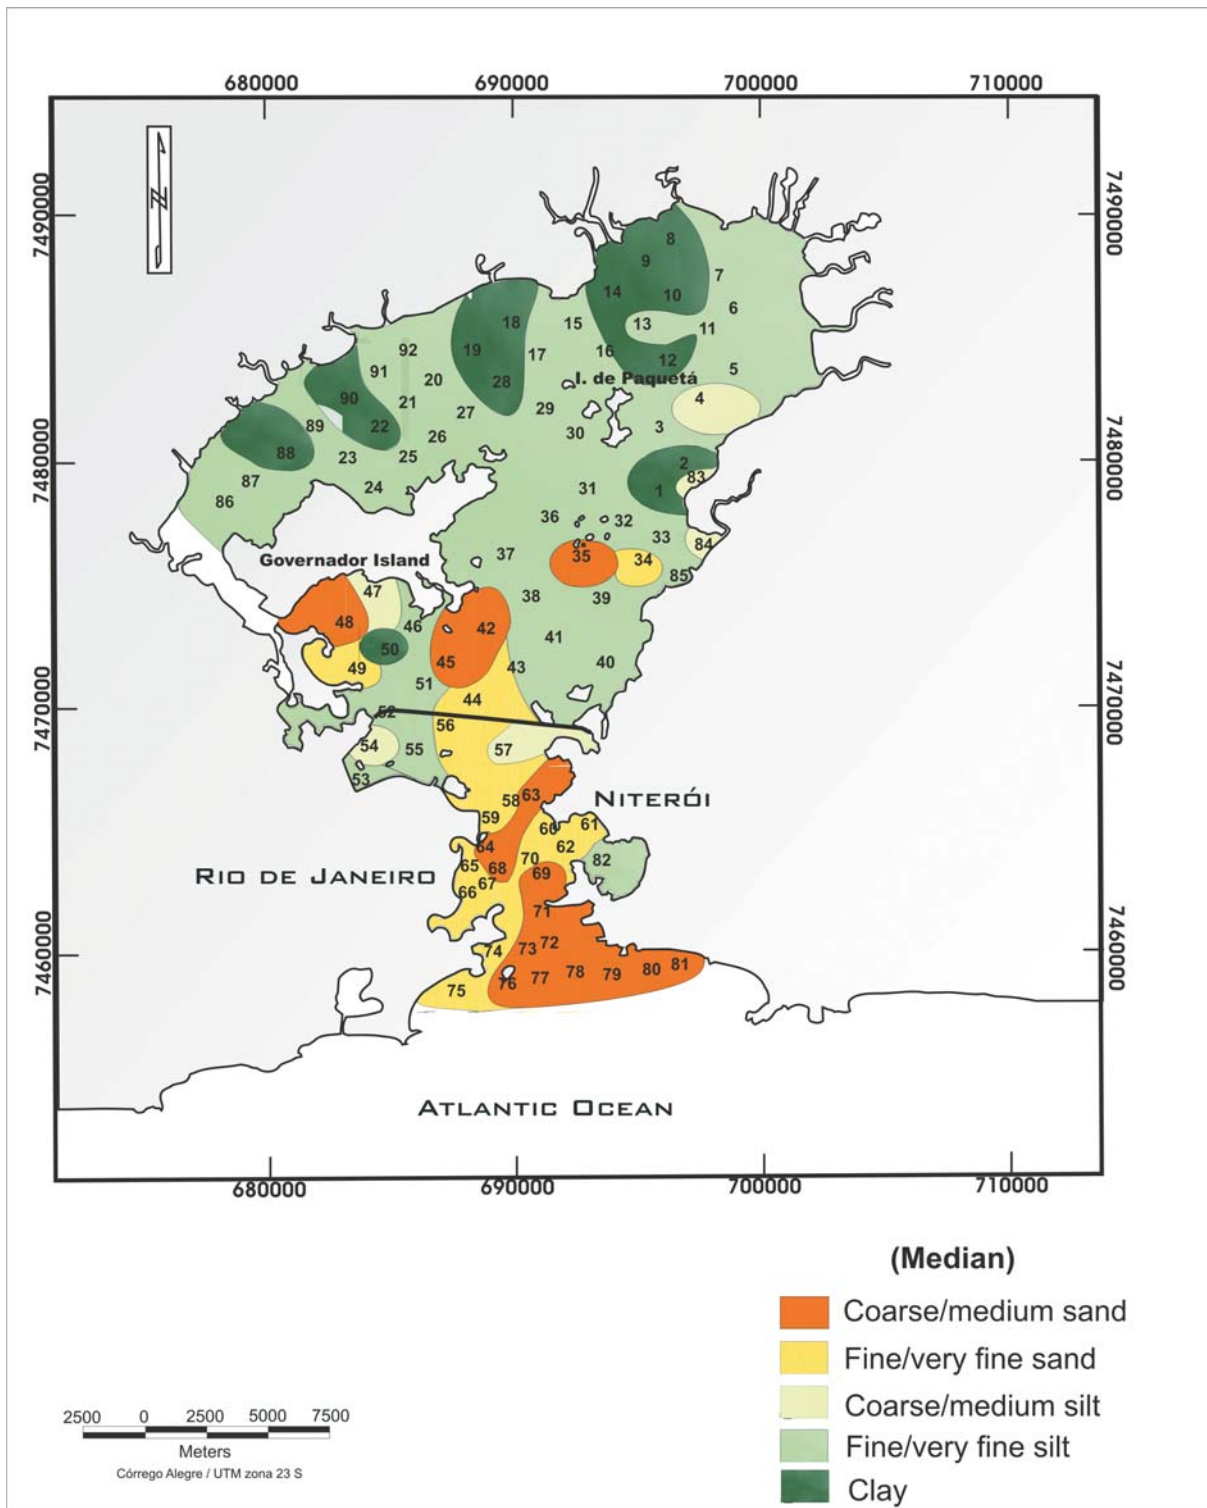 680000 690000 700000 710000
7490000 7490000
8
9
7
14 10
6
18 15 13 11
92 19 17 16 12
91 20 28 I. de Paquetá 5
90 21 27 29 4
89 22 26 30 3
7480000 7480000
88 23 25 2
87 24 31 1 83
86 36 32
33 84
Governador Island 37 35 34
47 85
48 46 42 38 39
50 41
49 45 43 40
51 44
7470000 7470000
52 56
54 55 57
53
58 63 NITERÓI
59 60 61
64 62
RIO DE JANEIRO 65 68 70 82
66 67 69
71
7460000 7460000
74 73 72
75 76 77 78 79 80 81
ATLANTIC OCEAN
680000 690000 700000 710000
(Median)
Coarse/medium sand
Fine/very fine sand
Coarse/medium silt
Fine/very fine silt
Clay
2500 0 2500 5000 7500
Meters
Córrego Alegre / UTM zona 23 S
N